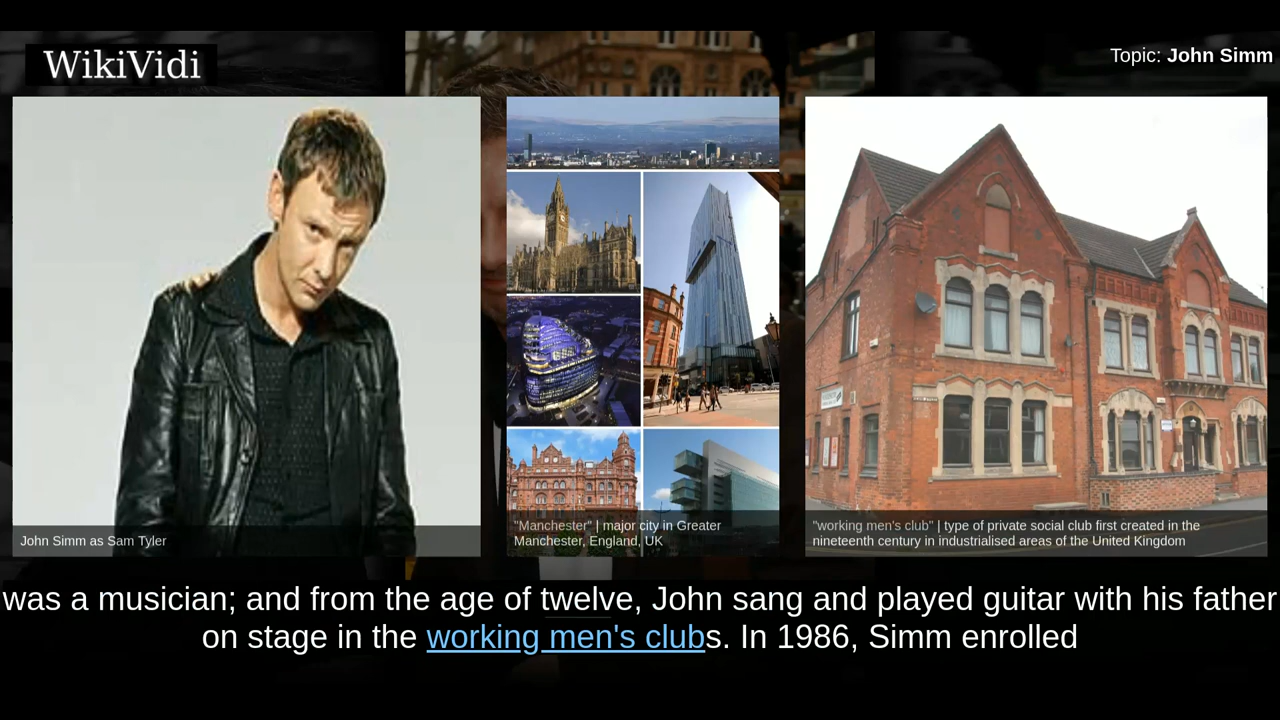 WikiVidi
Topic: John Simm
John Simm as Sam Tyler
"Manchester" | major city in Greater
Manchester, England, UK
"working men's club" | type of private social club first created in the
nineteenth century in industrialised areas of the United Kingdom
was a musician; and from the age of twelve, John sang and played guitar with his father
on stage in the working men's clubs. In 1986, Simm enrolled